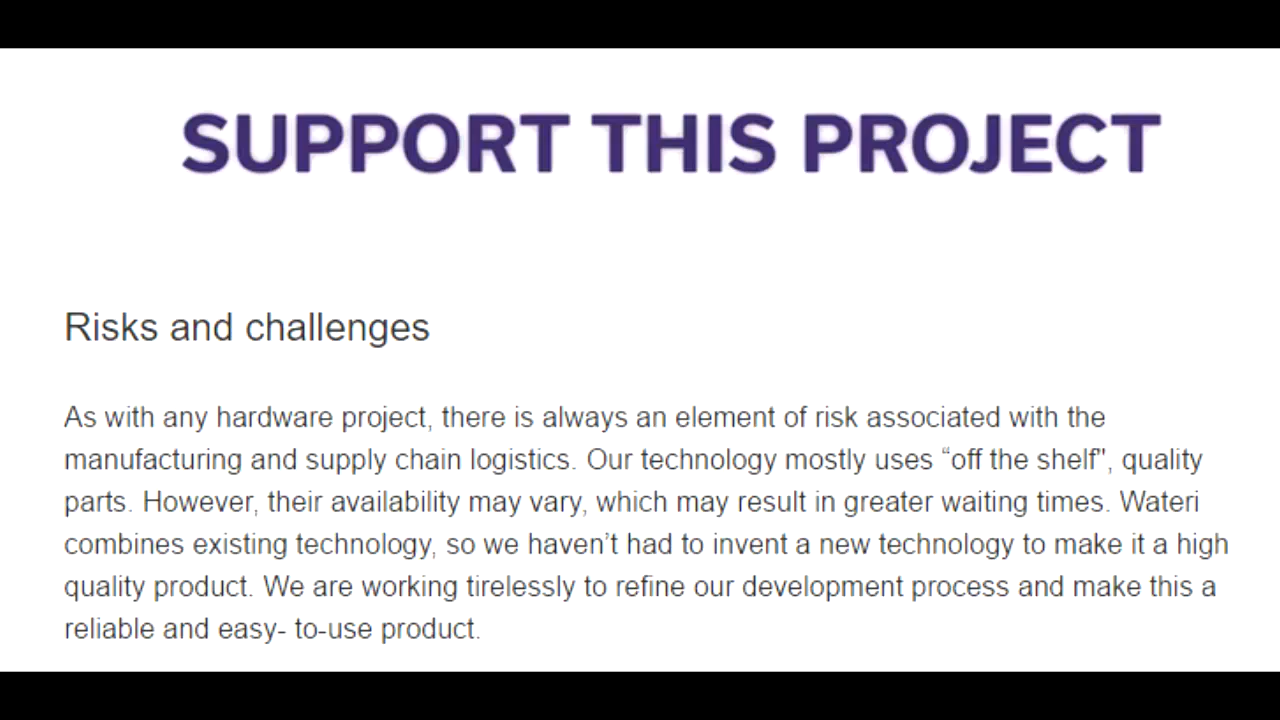 SUPPORT THIS PROJECT
Risks and challenges
As with any hardware project, there is always an element of risk associated with the
manufacturing and supply chain logistics. Our technology mostly uses “off the shelf", quality
parts. However, their availability may vary, which may result in greater waiting times. Wateri
combines existing technology, so we haven’t had to invent a new technology to make it a high
quality product. We are working tirelessly to refine our development process and make this a
reliable and easy- to-use product.